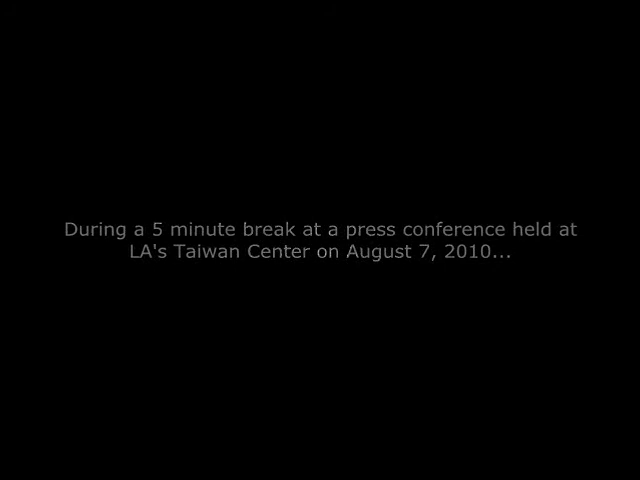 During a 5 minute break at a press conference held at
LA's Taiwan Center on August 7, 2010...